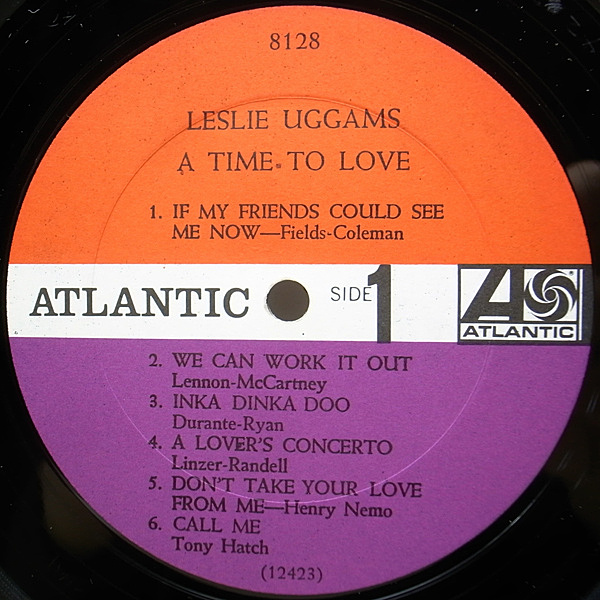 8128
LESLIE UGGAMS
A TIME TO LOVE
1. IF MY FRIENDS COULD SEE
ME NOW—Fields-Coleman
ATLANTIC SIDE 1 A ATLANTIC
2. WE CAN WORK IT OUT
Lennon-McCartney
3. INKA DINKA DOO
Durante-Ryan
4. A LOVER'S CONCERTO
Linzer-Randell
5. DON'T TAKE YOUR LOVE
FROM ME—Henry Nemo
6. CALL ME
Tony Hatch
(12423)